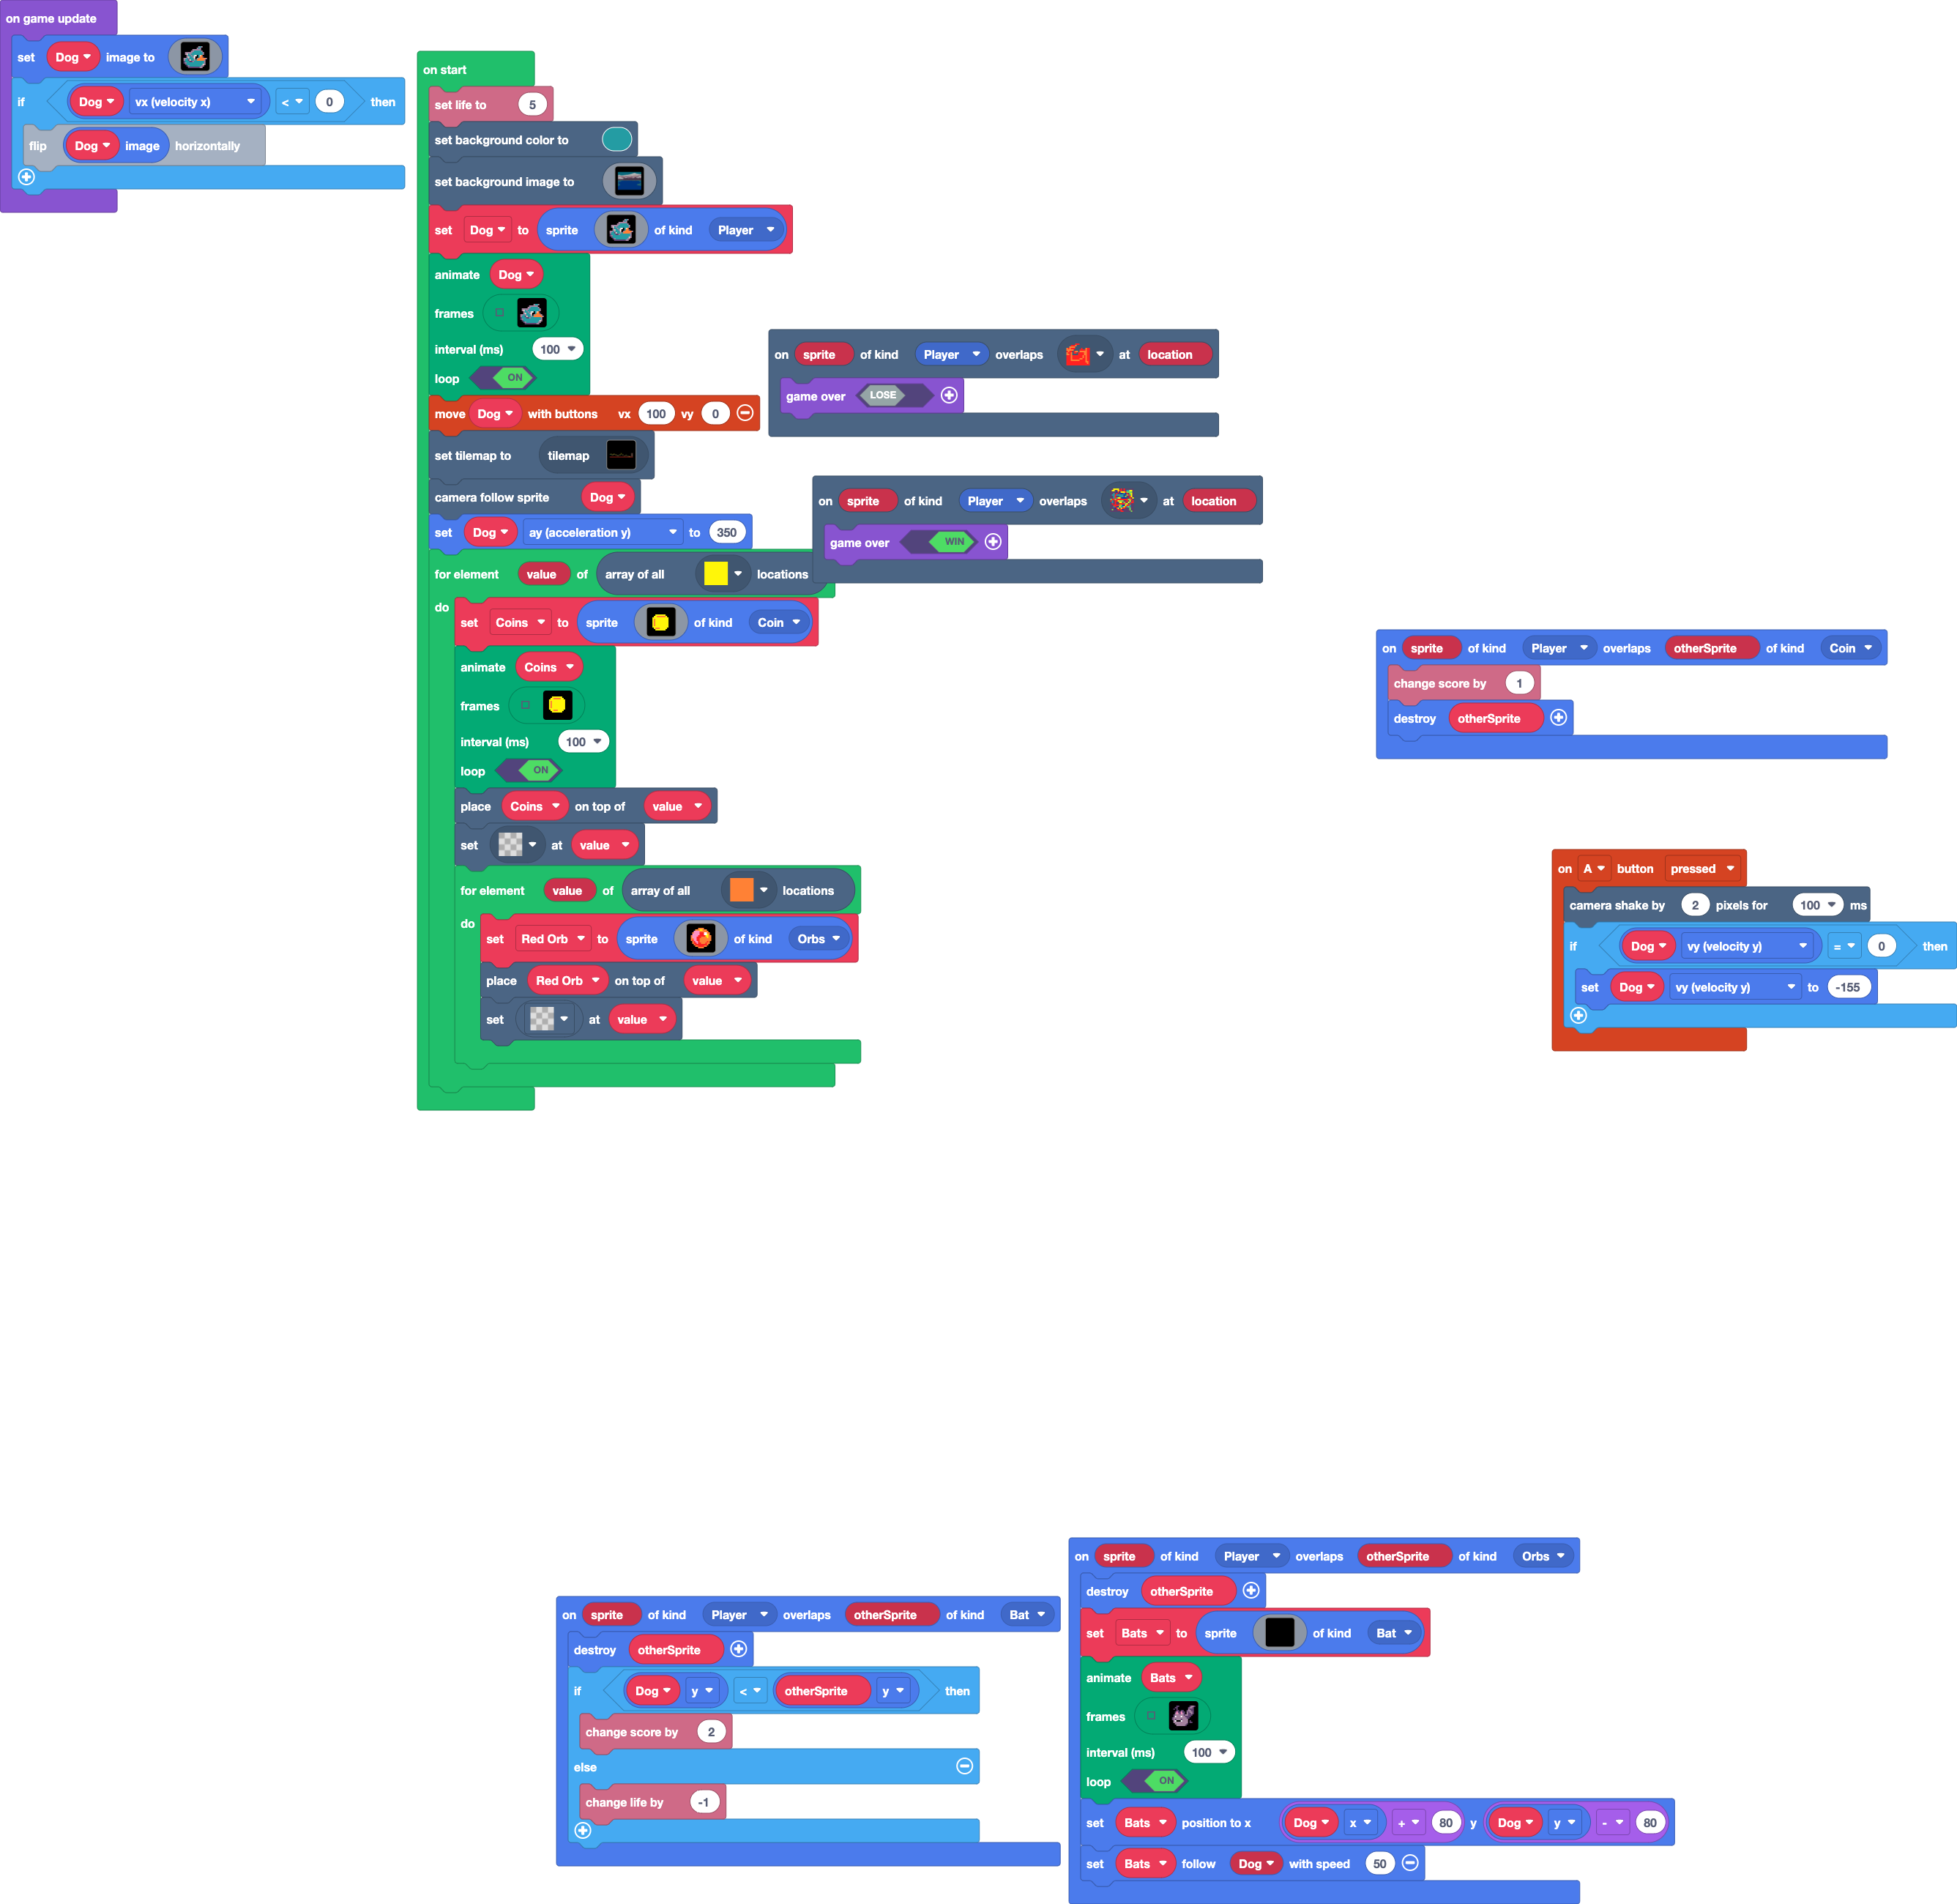 on game update
set Dog image to
if Dog vx (velocity x) < 0 then
flip Dog image horizontally
on start
set life to 5
set background color to
set background image to
set Dog to sprite of kind Player
animate Dog
frames
interval (ms) 100
loop ON
move Dog with buttons vx 100 vy 0
set tilemap to tilemap
camera follow sprite Dog
set Dog ay (acceleration y) to 350
for element value of array of all locations
do
set Coins to sprite of kind Coin
animate Coins
frames
interval (ms) 100
loop ON
place Coins on top of value
set at value
for element value of array of all locations
do
set Red Orb to sprite of kind Orbs
place Red Orb on top of value
set at value
on sprite of kind Player overlaps at location
game over LOSE
on sprite of kind Player overlaps at location
game over WIN
on sprite of kind Player overlaps otherSprite of kind Coin
change score by 1
destroy otherSprite
on A button pressed
camera shake by 2 pixels for 100 ms
if Dog vy (velocity y) = 0 then
set Dog vy (velocity y) to -155
on sprite of kind Player overlaps otherSprite of kind Bat
destroy otherSprite
if Dog y < otherSprite y then
change score by 2
else
change life by -1
on sprite of kind Player overlaps otherSprite of kind Orbs
destroy otherSprite
set Bats to sprite of kind Bat
animate Bats
frames
interval (ms) 100
loop ON
set Bats position to x Dog x + 80 y Dog y - 80
set Bats follow Dog with speed 50